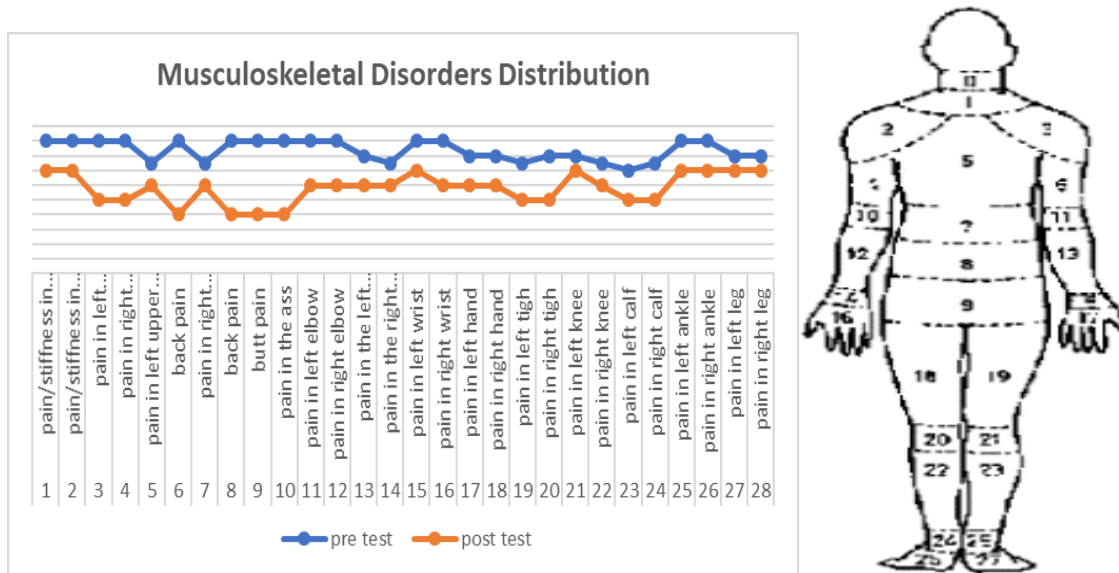 Musculoskeletal Disorders Distribution
pain/stiffness in...
pain/stiffness in...
pain in left...
pain in right...
pain in left upper...
back pain
pain in right...
back pain
butt pain
pain in the ass
pain in left elbow
pain in right elbow
pain in the left...
pain in the right...
pain in left wrist
pain in right wrist
pain in left hand
pain in right hand
pain in left tigh
pain in right tigh
pain in left knee
pain in right knee
pain in left calf
pain in right calf
pain in left ankle
pain in right ankle
pain in left leg
pain in right leg
1 2 3 4 5 6 7 8 9 10 11 12 13 14 15 16 17 18 19 20 21 22 23 24 25 26 27 28
pre test
post test
0
1
2 3
5
6
10 11
7
12 13
8
9
16
18 19
20 21
22 23
24 25
26 27